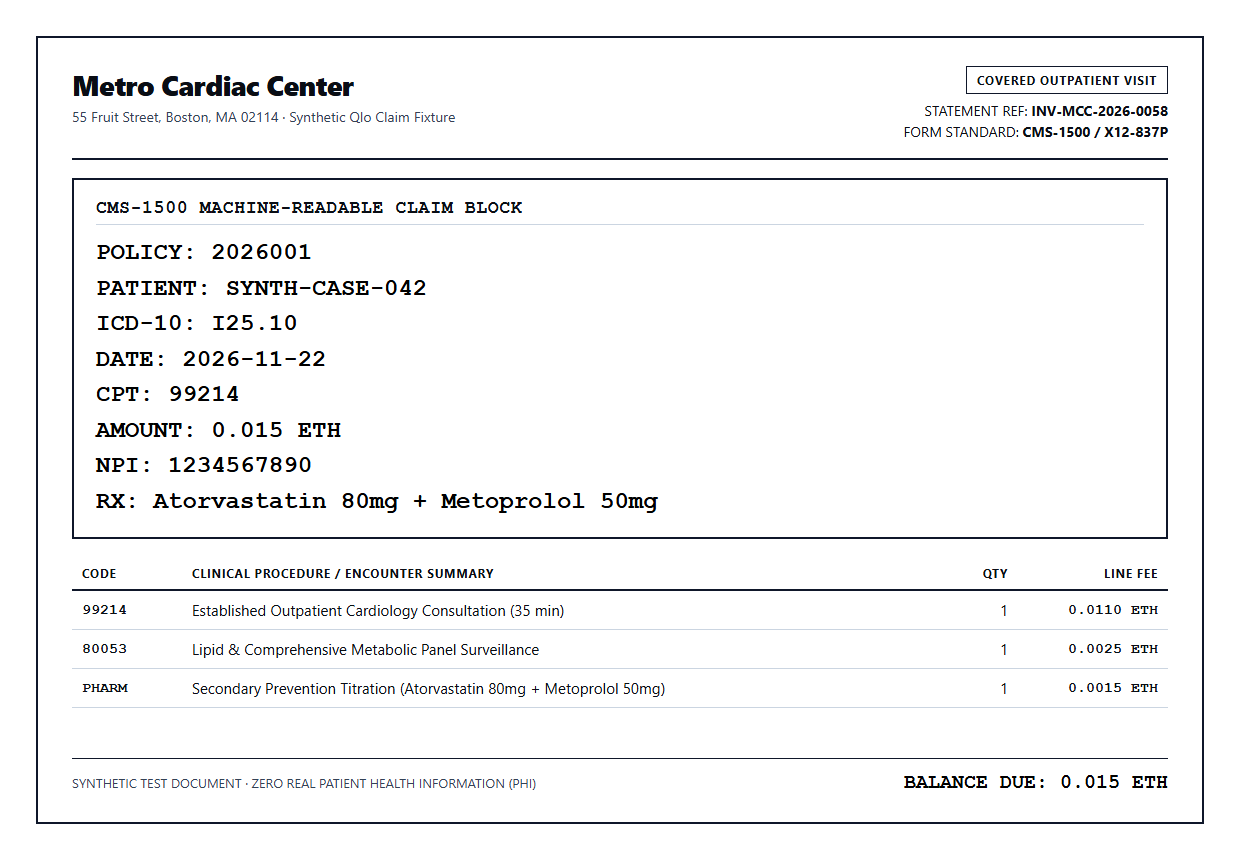 Metro Cardiac Center
55 Fruit Street, Boston, MA 02114 · Synthetic Qlo Claim Fixture
COVERED OUTPATIENT VISIT
STATEMENT REF: INV-MCC-2026-0058
FORM STANDARD: CMS-1500 / X12-837P
CMS-1500 MACHINE-READABLE CLAIM BLOCK
POLICY: 2026001
PATIENT: SYNTH-CASE-042
ICD-10: I25.10
DATE: 2026-11-22
CPT: 99214
AMOUNT: 0.015 ETH
NPI: 1234567890
RX: Atorvastatin 80mg + Metoprolol 50mg
CODE CLINICAL PROCEDURE / ENCOUNTER SUMMARY QTY LINE FEE
99214 Established Outpatient Cardiology Consultation (35 min) 1 0.0110 ETH
80053 Lipid & Comprehensive Metabolic Panel Surveillance 1 0.0025 ETH
PHARM Secondary Prevention Titration (Atorvastatin 80mg + Metoprolol 50mg) 1 0.0015 ETH
SYNTHETIC TEST DOCUMENT · ZERO REAL PATIENT HEALTH INFORMATION (PHI)
BALANCE DUE: 0.015 ETH